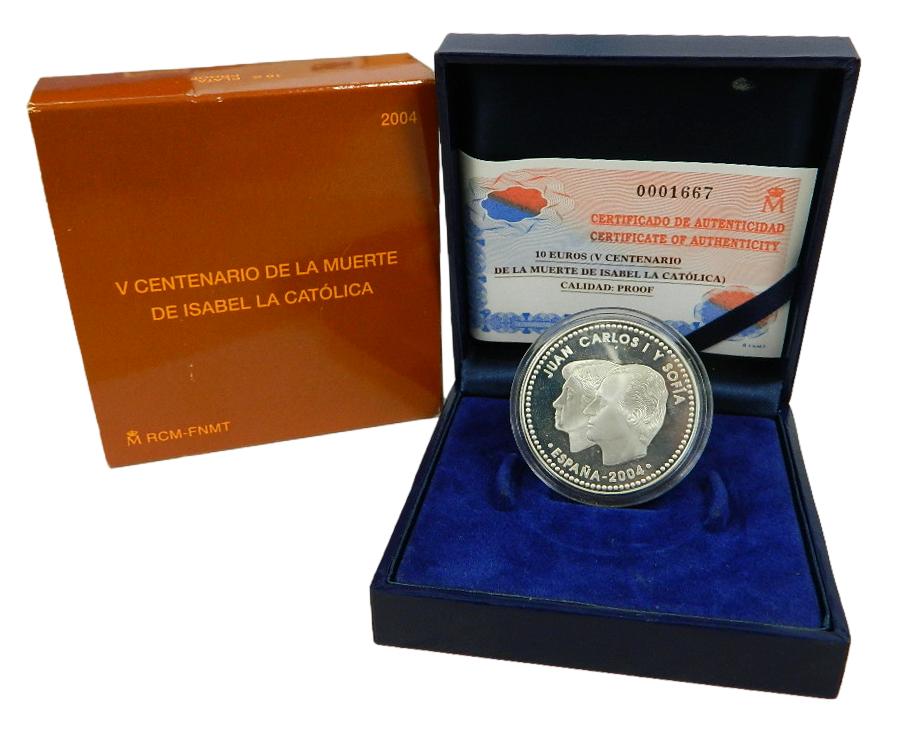 2004
V CENTENARIO DE LA MUERTE
DE ISABEL LA CATÓLICA
M RCM-FNMT
0001667
M
CERTIFICADO DE AUTENTICIDAD
CERTIFICATE OF AUTHENTICITY
10 EUROS (V CENTENARIO
DE LA MUERTE DE ISABEL LA CATÓLICA)
CALIDAD: PROOF
JUAN CARLOS I Y SOFÍA
• ESPAÑA-2004 •